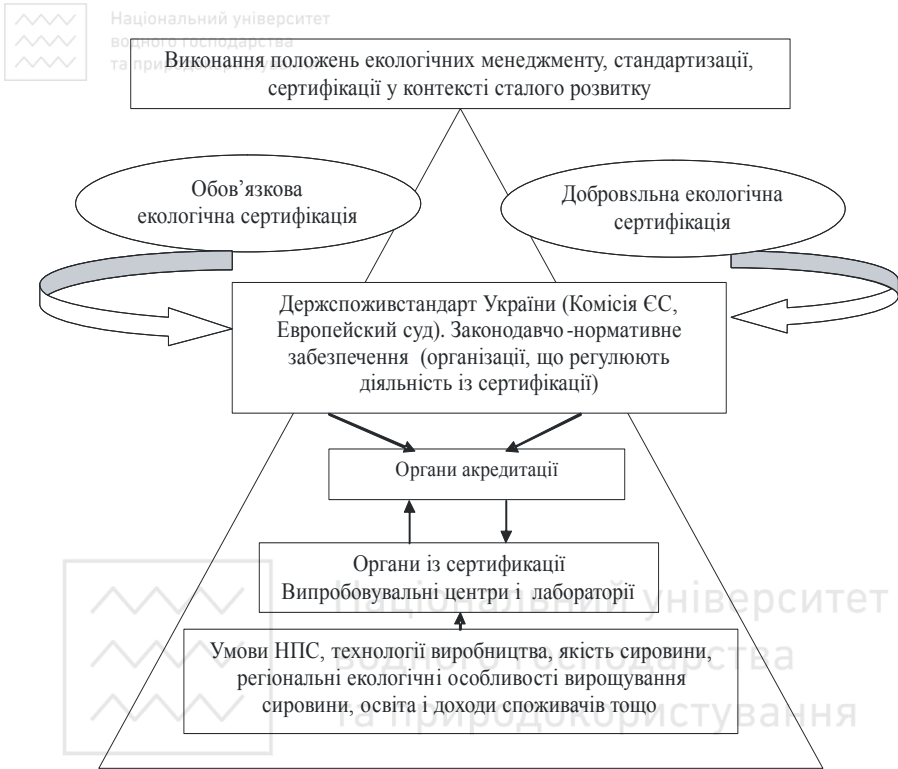 Національний університет
водного господарства
та природокористування
Виконання положень екологічних менеджменту, стандартизації,
сертифікації у контексті сталого розвитку
Обов’язкова
екологічна сертифікація
Добровsльна екологічна
сертифікація
Держспоживстандарт України (Комісія ЄС,
Европейский суд). Законодавчо-нормативне
забезпечення (організації, що регулюють
діяльність із сертифікації)
Органи акредитації
Органи із сертификації
Випробовувальні центри і лабораторії
Національний університет
Умови НПС, технології виробництва, якість сировини,
водного господарства
регіональні екологічні особливості вирощування
сировини, освіта і доходи споживачів тощо
та природокористування